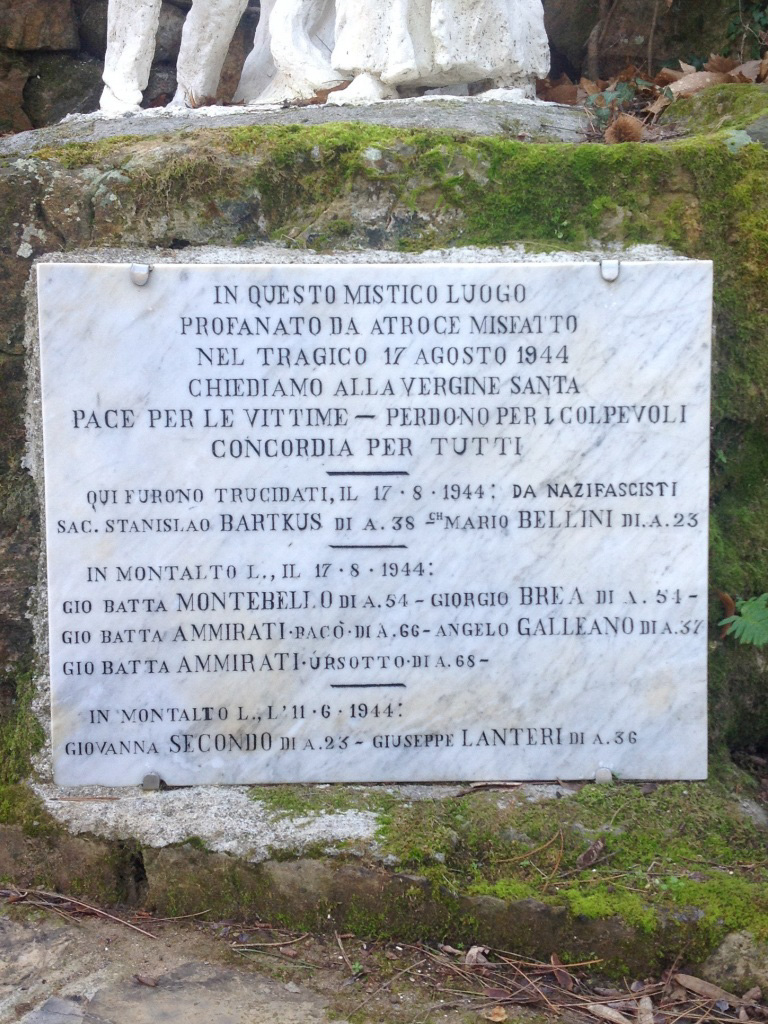 IN QUESTO MISTICO LUOGO
PROFANATO DA ATROCE MISFATTO
NEL TRAGICO 17 AGOSTO 1944
CHIEDIAMO ALLA VERGINE SANTA
PACE PER LE VITTIME — PERDONO PER I COLPEVOLI
CONCORDIA PER TUTTI
QUI FURONO TRUCIDATI, IL 17·8·1944: DA NAZIFASCISTI
SAC. STANISLAO BARTKUS DI A. 38 CH MARIO BELLINI DI.A.23
IN MONTALTO L., IL 17·8·1944:
GIO BATTA MONTEBELLO DI A. 54 - GIORGIO BREA DI A. 54 -
GIO BATTA AMMIRATI·BACÒ·DI A. 66 - ANGELO GALLEANO DI A.37
GIO BATTA AMMIRATI·URSOTTO·DI A. 68 -
IN MONTALTO L., L'11·6·1944:
GIOVANNA SECONDO DI A.23 - GIUSEPPE LANTERI DI A.36